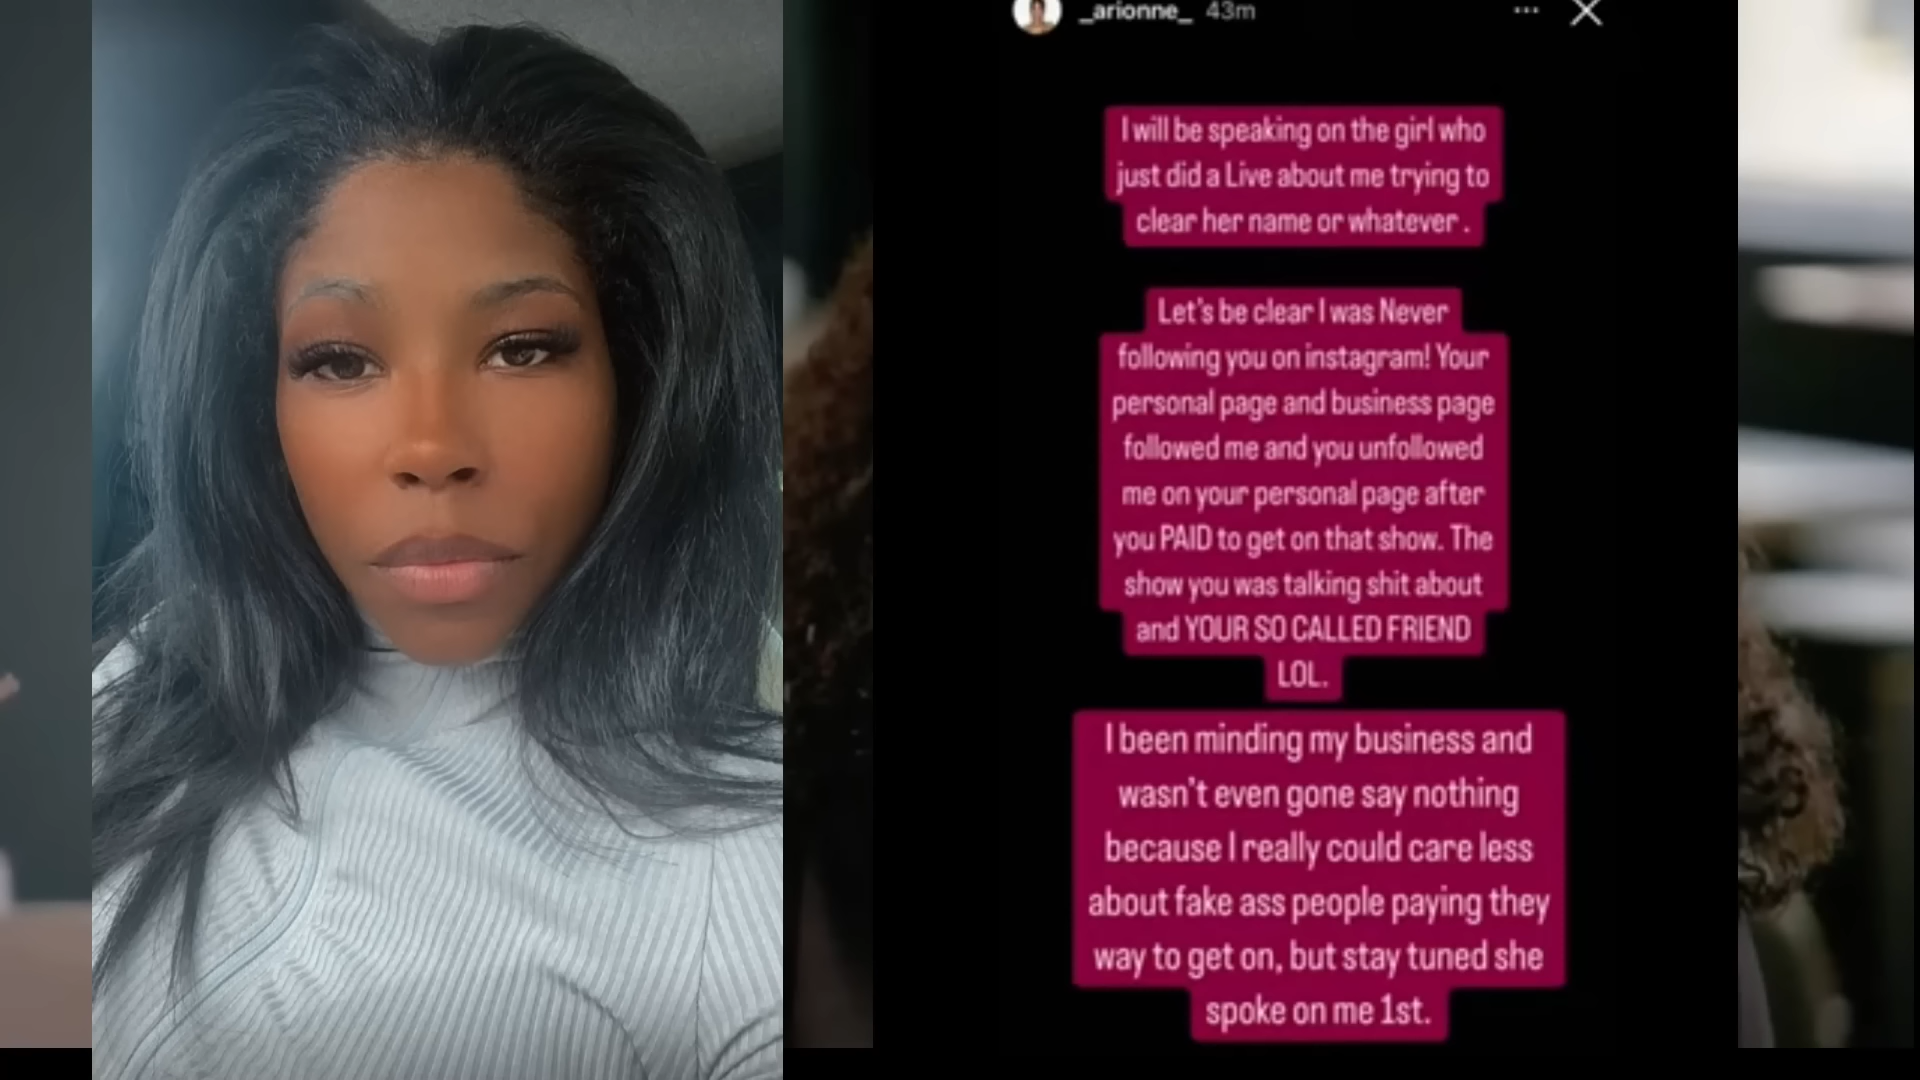 _arionne_ 43m
I will be speaking on the girl who
just did a Live about me trying to
clear her name or whatever .
Let's be clear I was Never
following you on instagram! Your
personal page and business page
followed me and you unfollowed
me on your personal page after
you PAID to get on that show. The
show you was talking shit about
and YOUR SO CALLED FRIEND
LOL.
I been minding my business and
wasn't even gone say nothing
because I really could care less
about fake ass people paying they
way to get on, but stay tuned she
spoke on me 1st.